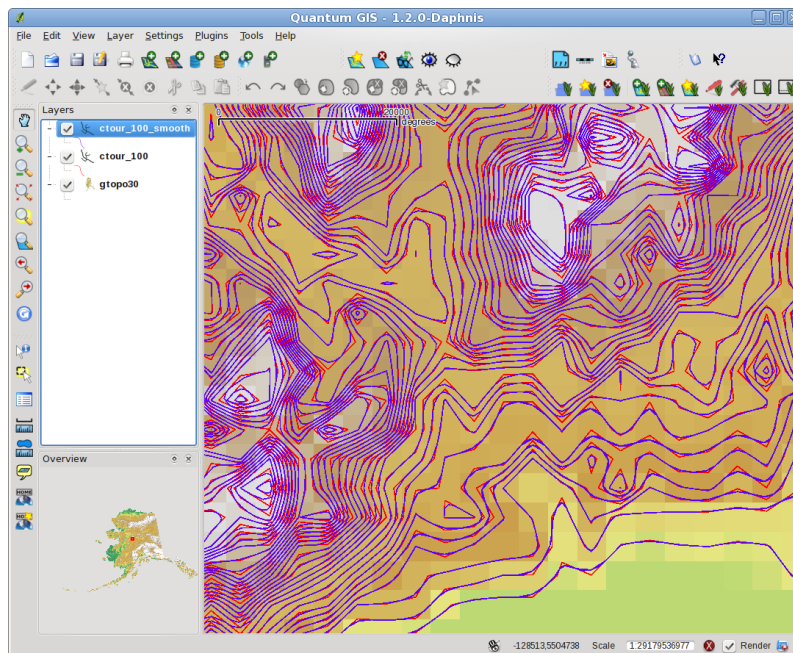 Quantum GIS - 1.2.0-Daphnis
File Edit View Layer Settings Plugins Tools Help
Layers
ctour_100_smooth
ctour_100
gtopo30
0 20000
degrees
Overview
-128513,5504738 Scale 1.29179536977 Render